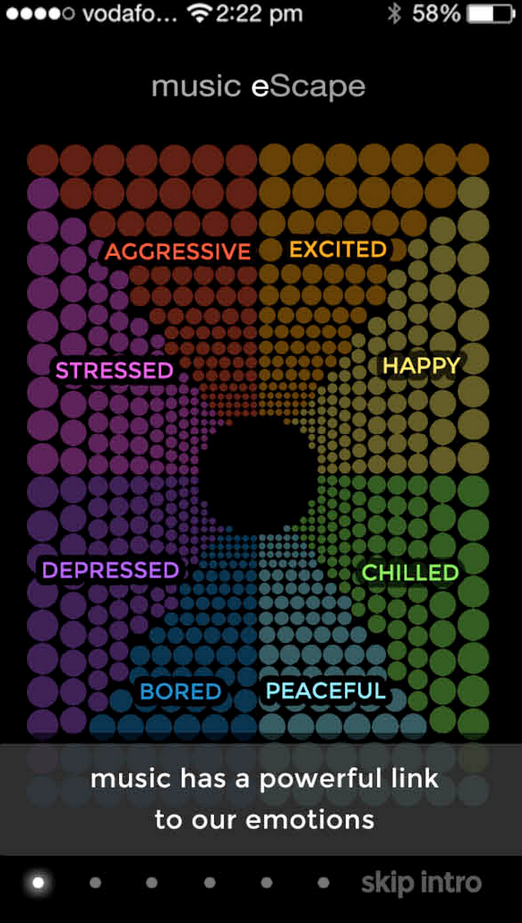 vodafo... 2:22 pm 58%
music eScape
AGGRESSIVE EXCITED
STRESSED HAPPY
DEPRESSED CHILLED
BORED PEACEFUL
music has a powerful link
to our emotions
skip intro